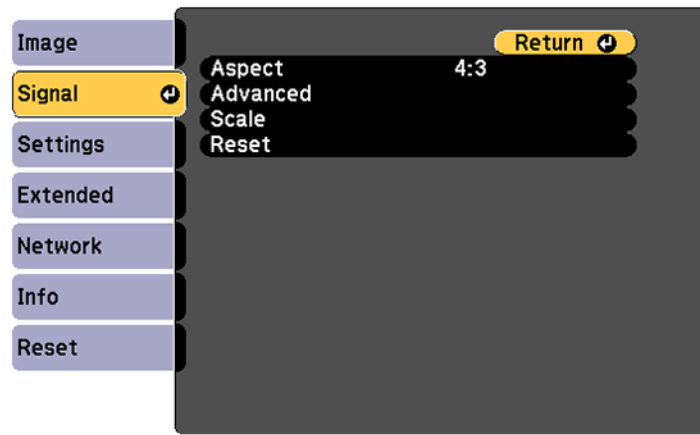 Image
Signal
Settings
Extended
Network
Info
Reset
Return
Aspect 4:3
Advanced
Scale
Reset